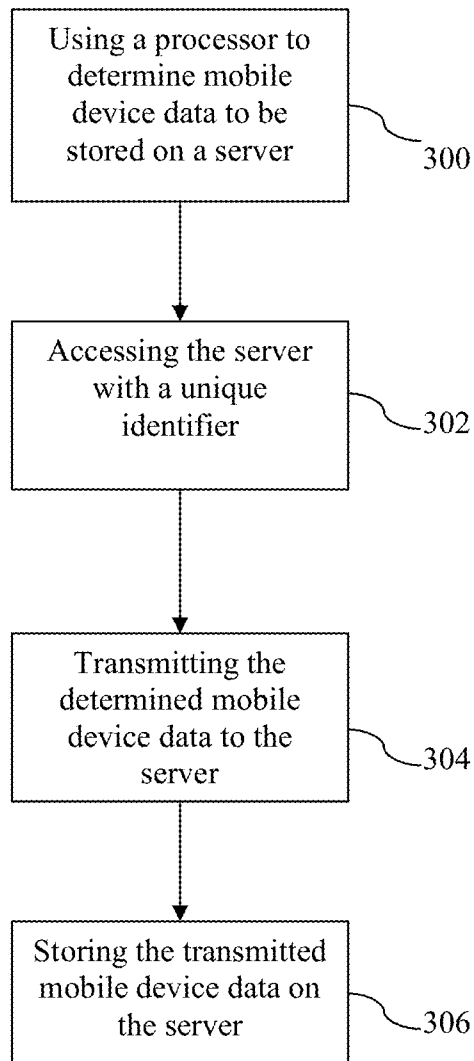 Using a processor to
determine mobile
device data to be
stored on a server
300
Accessing the server
with a unique
identifier
302
Transmitting the
determined mobile
device data to the
server
304
Storing the transmitted
mobile device data on
the server
306